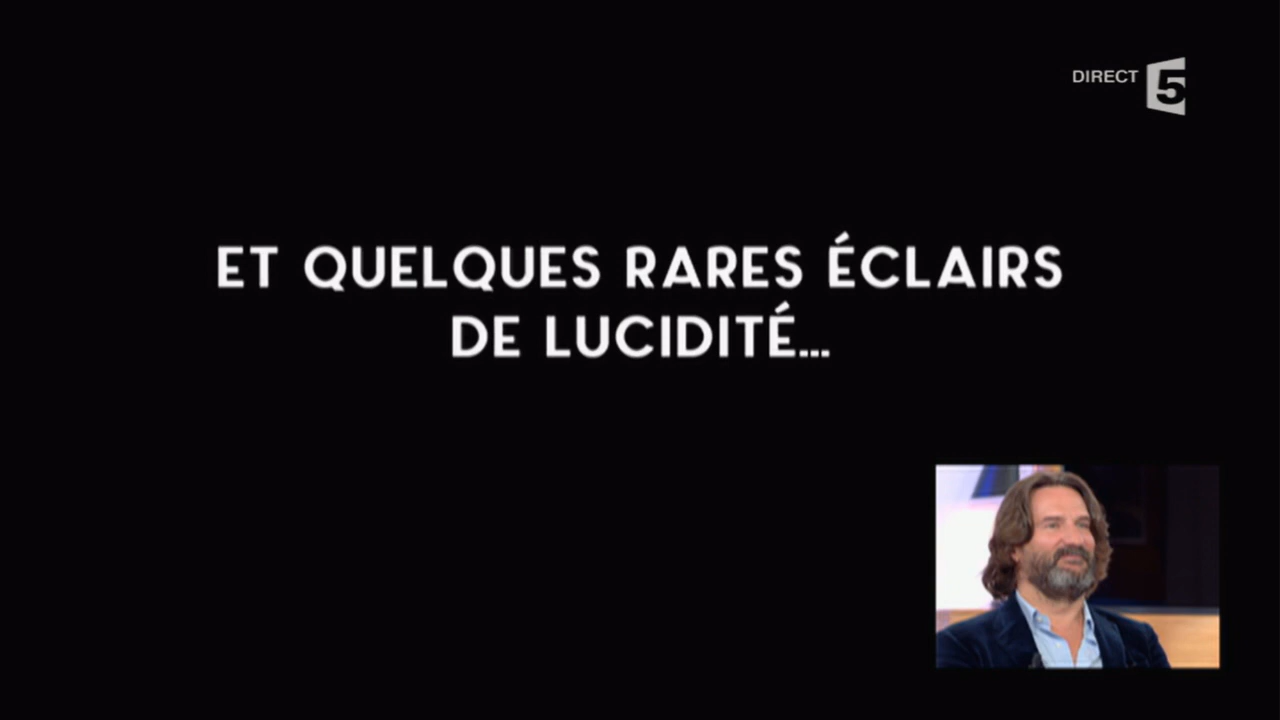 DIRECT 5
ET QUELQUES RARES ÉCLAIRS
DE LUCIDITÉ...